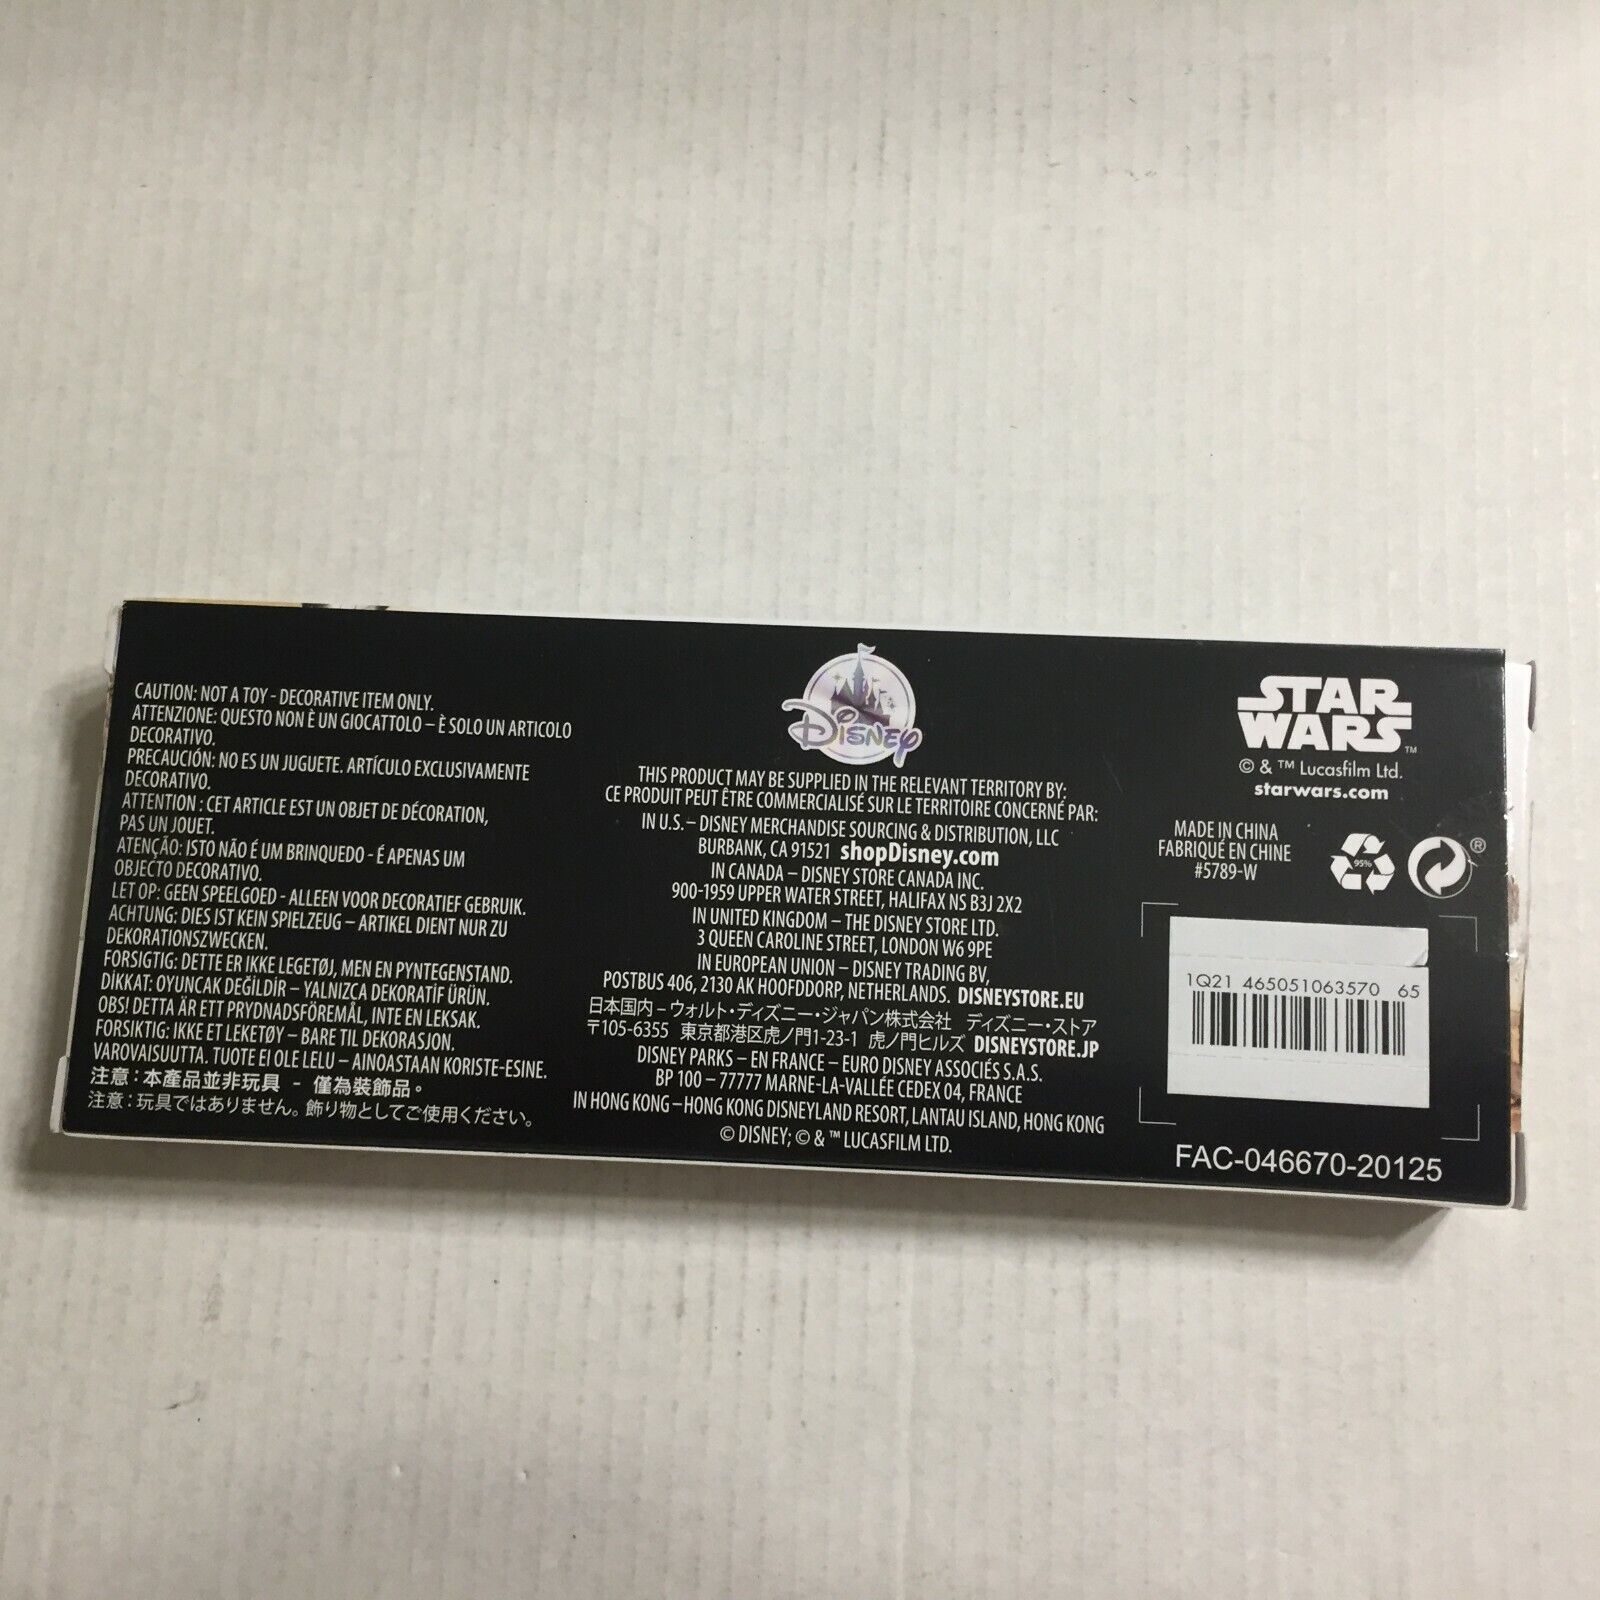 CAUTION: NOT A TOY - DECORATIVE ITEM ONLY.
ATTENZIONE: QUESTO NON È UN GIOCATTOLO – È SOLO UN ARTICOLO
DECORATIVO.
PRECAUCIÓN: NO ES UN JUGUETE. ARTÍCULO EXCLUSIVAMENTE
DECORATIVO.
ATTENTION : CET ARTICLE EST UN OBJET DE DÉCORATION,
PAS UN JOUET.
ATENÇÃO: ISTO NÃO É UM BRINQUEDO - É APENAS UM
OBJECTO DECORATIVO.
LET OP: GEEN SPEELGOED - ALLEEN VOOR DECORATIEF GEBRUIK.
ACHTUNG: DIES IST KEIN SPIELZEUG – ARTIKEL DIENT NUR ZU
DEKORATIONSZWECKEN.
FORSIGTIG: DETTE ER IKKE LEGETØJ, MEN EN PYNTEGENSTAND.
DİKKAT: OYUNCAK DEĞİLDİR – YALNIZCA DEKORATİF ÜRÜN.
OBS! DETTA ÄR ETT PRYDNADSFÖREMÅL, INTE EN LEKSAK.
FORSIKTIG: IKKE ET LEKETØY – BARE TIL DEKORASJON.
VAROVAISUUTTA. TUOTE EI OLE LELU – AINOASTAAN KORISTE-ESINE.
注意：本產品並非玩具 - 僅為裝飾品。
注意：玩具ではありません。飾り物としてご使用ください。
Disney
THIS PRODUCT MAY BE SUPPLIED IN THE RELEVANT TERRITORY BY:
CE PRODUIT PEUT ÊTRE COMMERCIALISÉ SUR LE TERRITOIRE CONCERNÉ PAR:
IN U.S. – DISNEY MERCHANDISE SOURCING & DISTRIBUTION, LLC
BURBANK, CA 91521 shopDisney.com
IN CANADA – DISNEY STORE CANADA INC.
900-1959 UPPER WATER STREET, HALIFAX NS B3J 2X2
IN UNITED KINGDOM – THE DISNEY STORE LTD.
3 QUEEN CAROLINE STREET, LONDON W6 9PE
IN EUROPEAN UNION – DISNEY TRADING BV,
POSTBUS 406, 2130 AK HOOFDDORP, NETHERLANDS. DISNEYSTORE.EU
日本国内 – ウォルト・ディズニー・ジャパン株式会社 ディズニー・ストア
〒105-6355 東京都港区虎ノ門1-23-1 虎ノ門ヒルズ DISNEYSTORE.JP
DISNEY PARKS – EN FRANCE – EURO DISNEY ASSOCIÉS S.A.S.
BP 100 – 77777 MARNE-LA-VALLÉE CEDEX 04, FRANCE
IN HONG KONG – HONG KONG DISNEYLAND RESORT, LANTAU ISLAND, HONG KONG
© DISNEY; © & ™ LUCASFILM LTD.
STAR
WARS™
© & ™ Lucasfilm Ltd.
starwars.com
MADE IN CHINA
FABRIQUÉ EN CHINE
#5789-W
95%
®
1Q21 465051063570 65
FAC-046670-20125